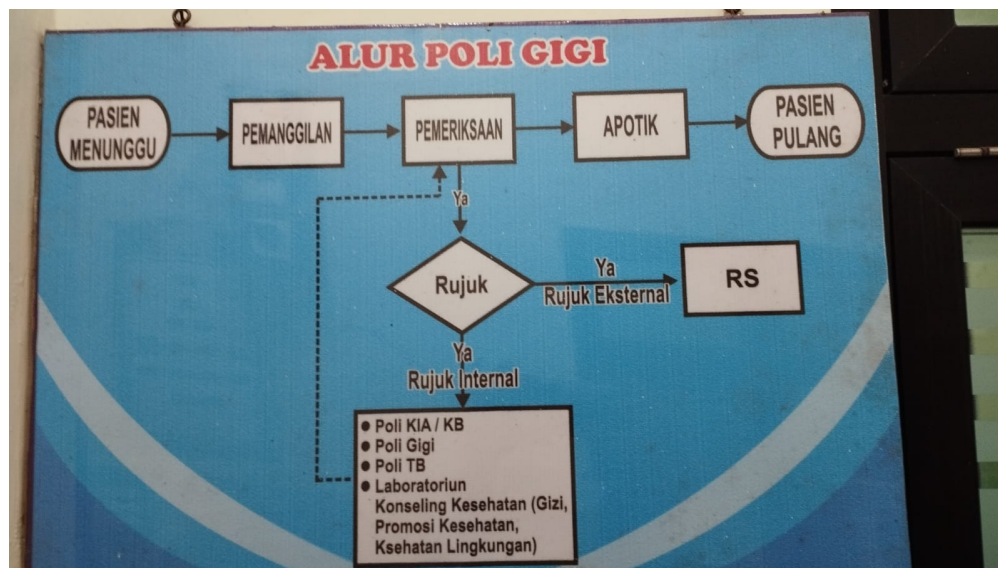 ALUR POLI GIGI
PASIEN
MENUNGGU
PEMANGGILAN
PEMERIKSAAN
APOTIK
PASIEN
PULANG
Ya
Rujuk
Ya
Rujuk Eksternal
RS
Ya
Rujuk Internal
● Poli KIA / KB
● Poli Gigi
● Poli TB
● Laboratoriun
Konseling Kesehatan (Gizi,
Promosi Kesehatan,
Ksehatan Lingkungan)